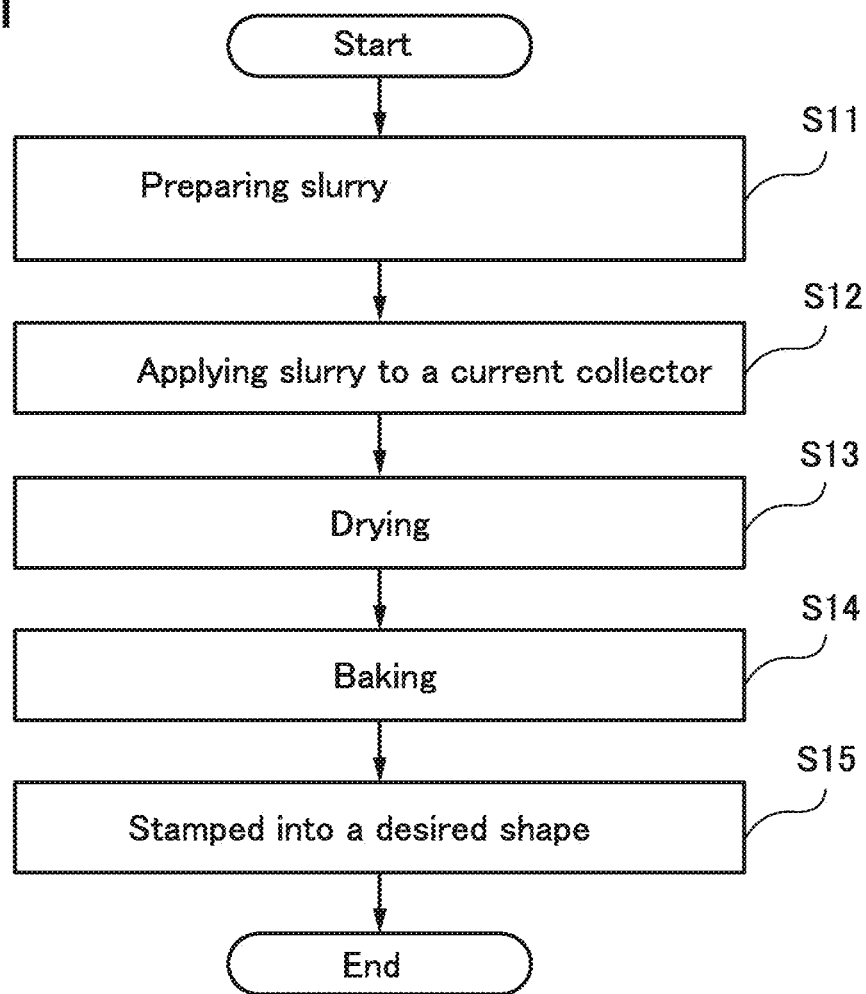 Start
S11
Preparing slurry
S12
Applying slurry to a current collector
S13
Drying
S14
Baking
S15
Stamped into a desired shape
End